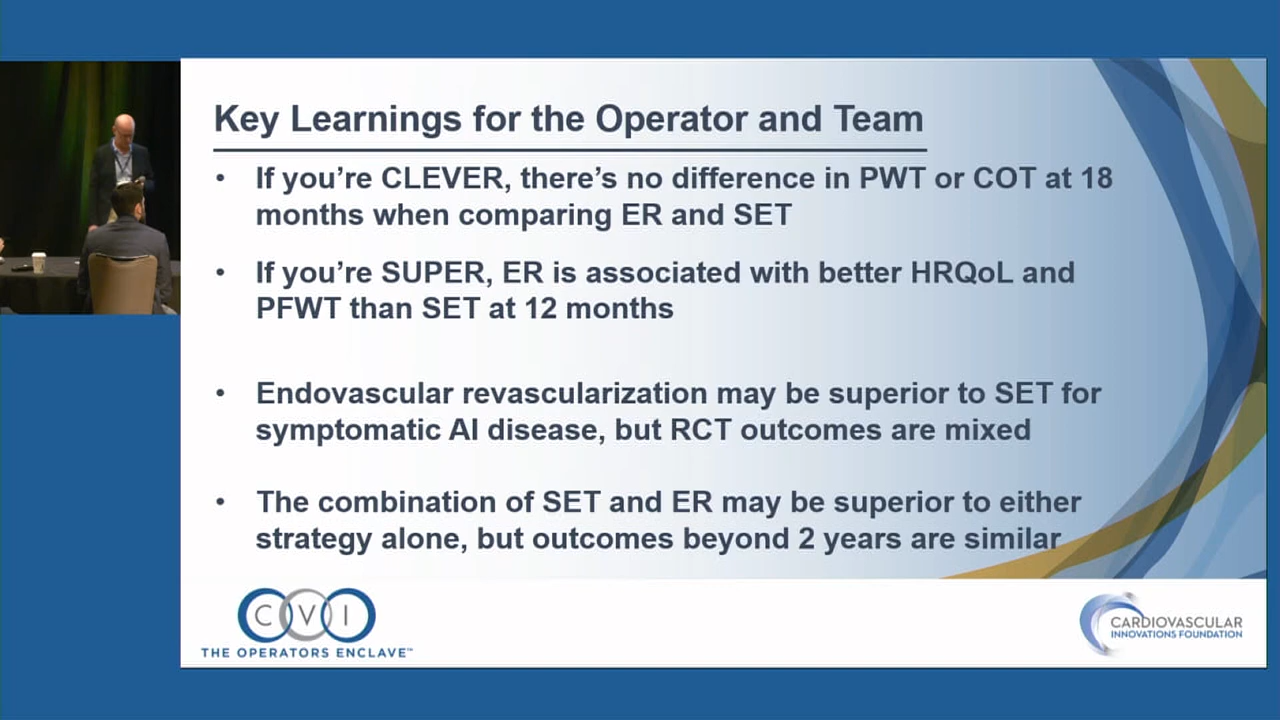 Key Learnings for the Operator and Team
• If you're CLEVER, there's no difference in PWT or COT at 18
months when comparing ER and SET
• If you're SUPER, ER is associated with better HRQoL and
PFWT than SET at 12 months
• Endovascular revascularization may be superior to SET for
symptomatic AI disease, but RCT outcomes are mixed
• The combination of SET and ER may be superior to either
strategy alone, but outcomes beyond 2 years are similar
CVI
THE OPERATORS ENCLAVE™
CARDIOVASCULAR
INNOVATIONS FOUNDATION